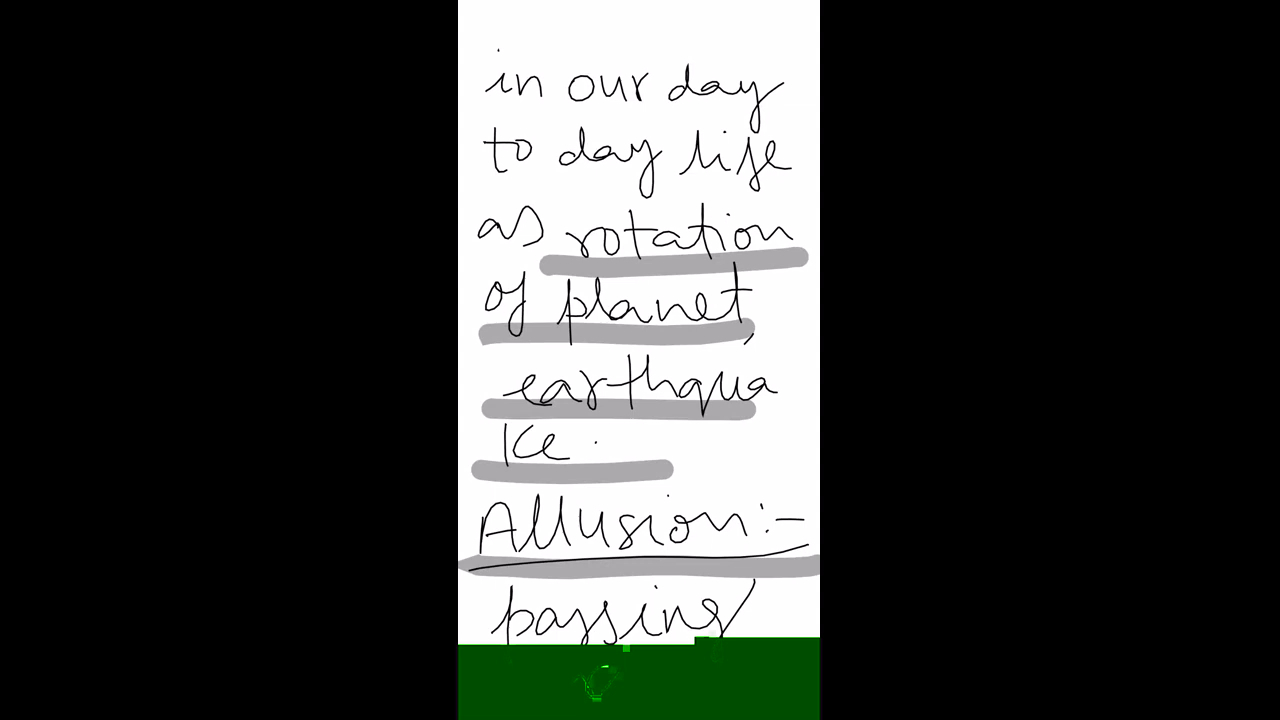 in our day
to day life
as rotation
of planet,
earthqua
ke.
Allusion:-
passing